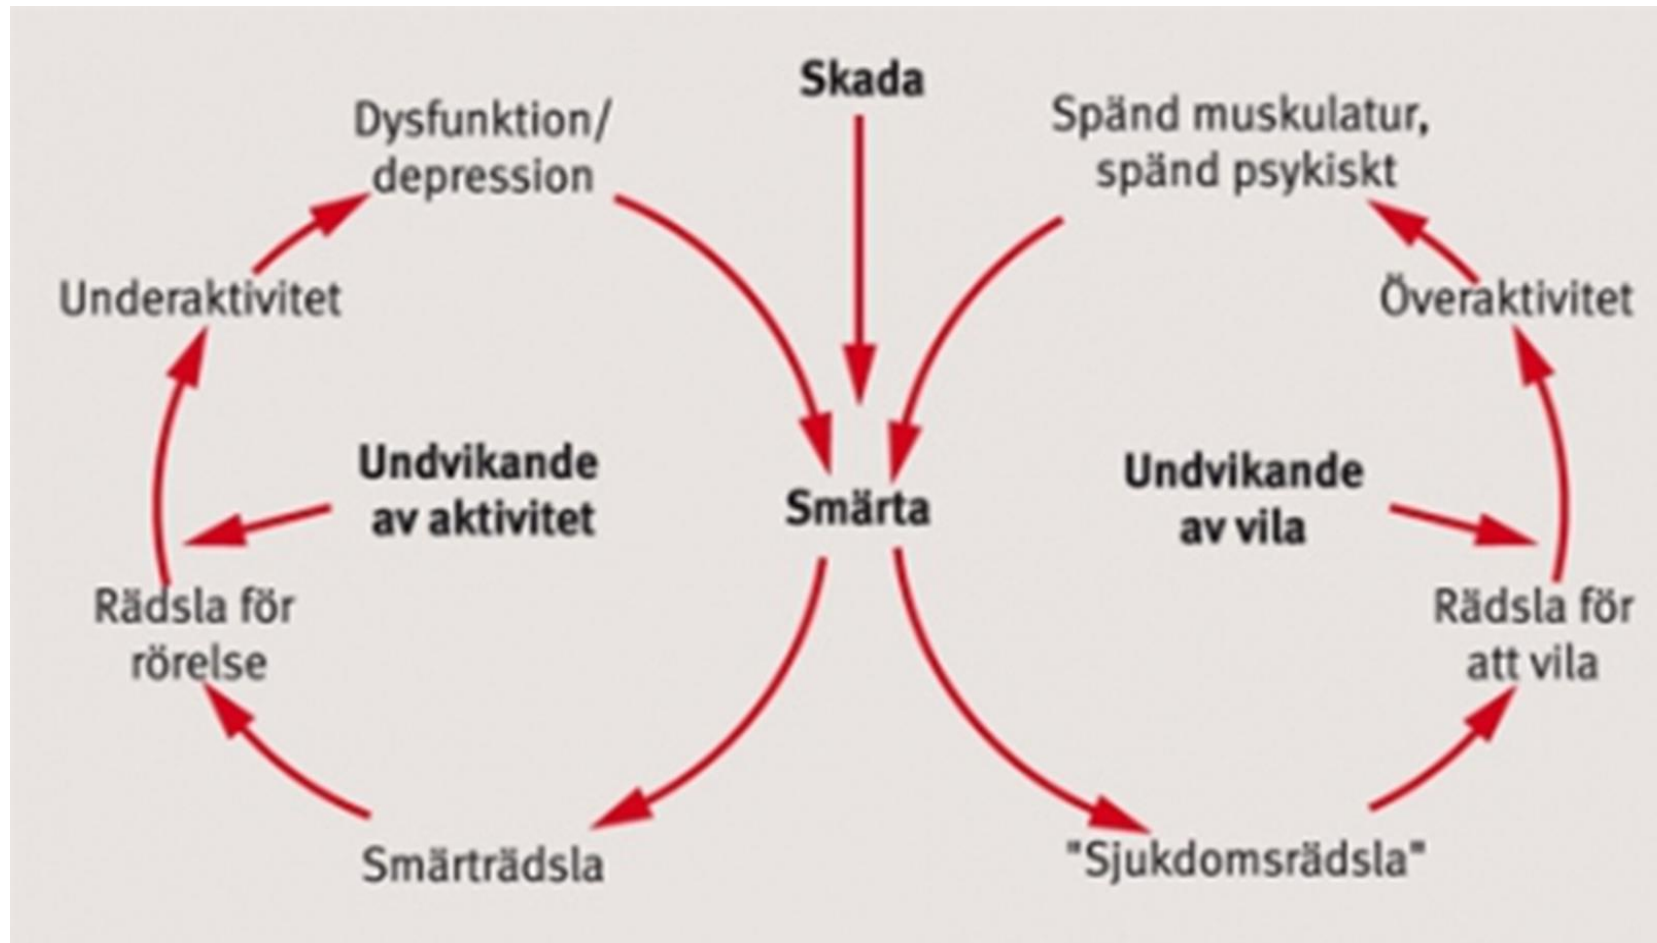 Skada
Dysfunktion/
depression
Spänd muskulatur,
spänd psykiskt
Underaktivitet
Överaktivitet
Undvikande
av aktivitet
Smärta
Undvikande
av vila
Rädsla för
rörelse
Rädsla för
att vila
Smärträdsla
"Sjukdomsrädsla"